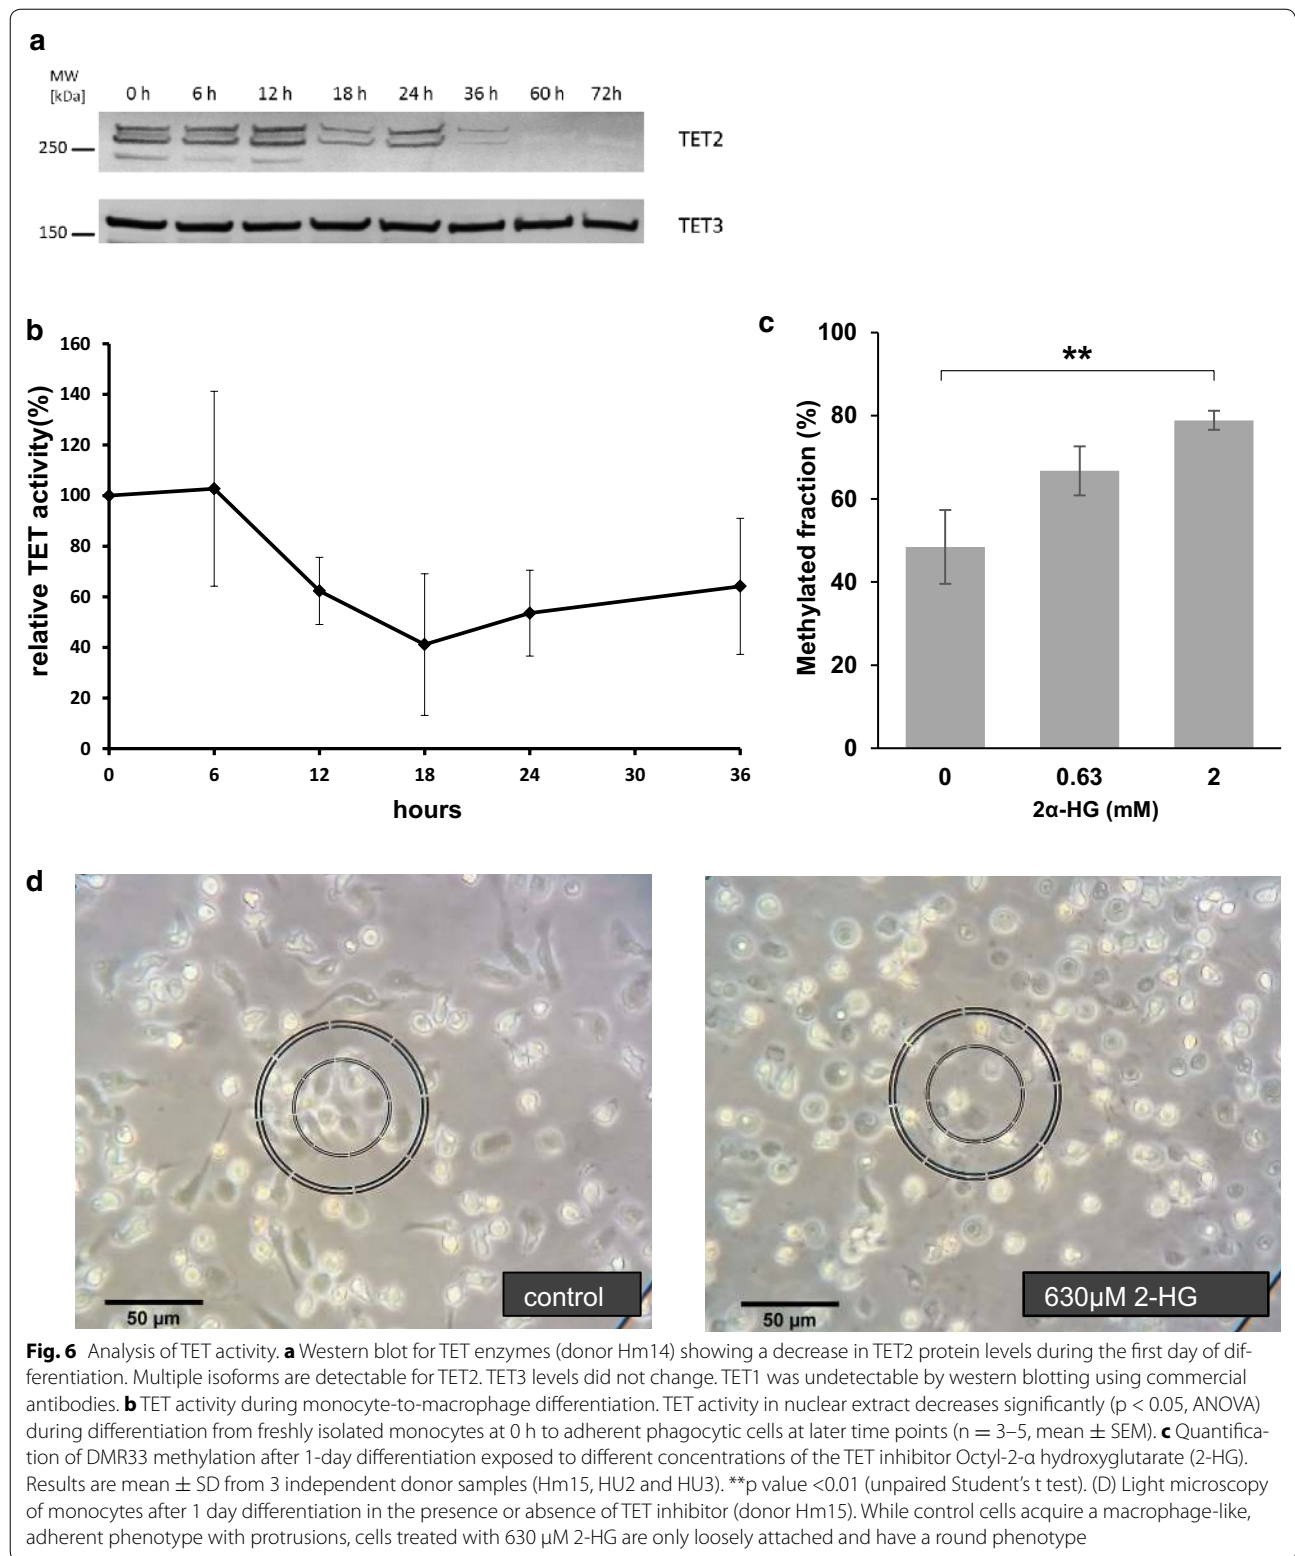 a
MW
[kDa]
0 h 6 h 12 h 18 h 24 h 36 h 60 h 72h
250
TET2
150
TET3
b
160
140
120
100
80
60
40
20
0
relative TET activity(%)
0 6 12 18 24 30 36
hours
c
100
80
60
40
20
0
Methylated fraction (%)
**
0 0.63 2
2α-HG (mM)
d
50 µm
control
50 µm
630µM 2-HG
Fig. 6 Analysis of TET activity. a Western blot for TET enzymes (donor Hm14) showing a decrease in TET2 protein levels during the first day of dif-
ferentiation. Multiple isoforms are detectable for TET2. TET3 levels did not change. TET1 was undetectable by western blotting using commercial
antibodies. b TET activity during monocyte-to-macrophage differentiation. TET activity in nuclear extract decreases significantly (p < 0.05, ANOVA)
during differentiation from freshly isolated monocytes at 0 h to adherent phagocytic cells at later time points (n = 3–5, mean ± SEM). c Quantifica-
tion of DMR33 methylation after 1-day differentiation exposed to different concentrations of the TET inhibitor Octyl-2-α hydroxyglutarate (2-HG).
Results are mean ± SD from 3 independent donor samples (Hm15, HU2 and HU3). **p value <0.01 (unpaired Student's t test). (D) Light microscopy
of monocytes after 1 day differentiation in the presence or absence of TET inhibitor (donor Hm15). While control cells acquire a macrophage-like,
adherent phenotype with protrusions, cells treated with 630 µM 2-HG are only loosely attached and have a round phenotype